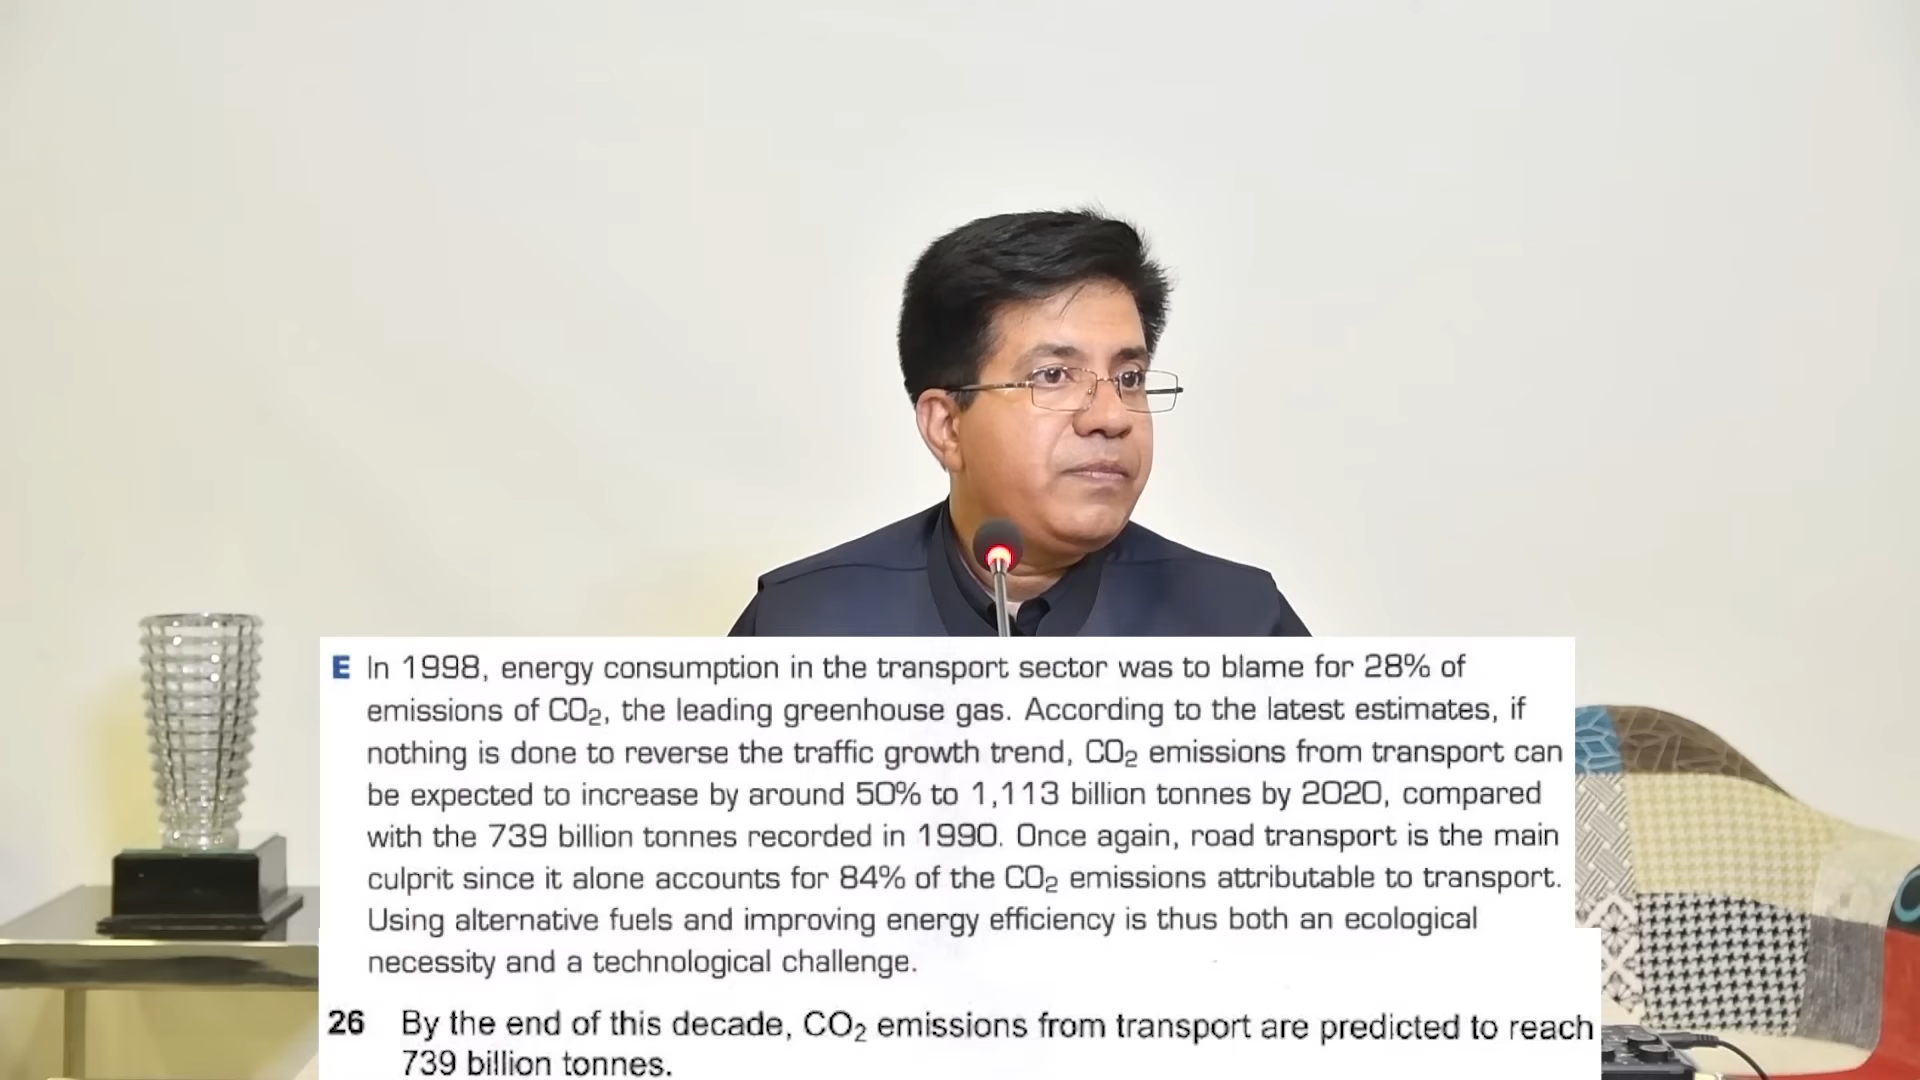 E In 1998, energy consumption in the transport sector was to blame for 28% of
emissions of CO₂, the leading greenhouse gas. According to the latest estimates, if
nothing is done to reverse the traffic growth trend, CO₂ emissions from transport can
be expected to increase by around 50% to 1,113 billion tonnes by 2020, compared
with the 739 billion tonnes recorded in 1990. Once again, road transport is the main
culprit since it alone accounts for 84% of the CO₂ emissions attributable to transport.
Using alternative fuels and improving energy efficiency is thus both an ecological
necessity and a technological challenge.
26 By the end of this decade, CO₂ emissions from transport are predicted to reach
739 billion tonnes.